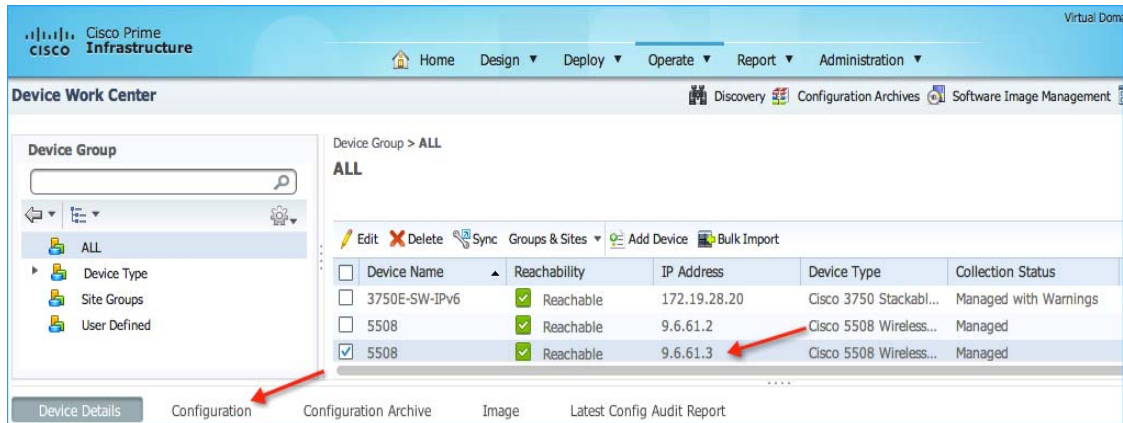 Virtual Doma
Cisco Prime
CISCO Infrastructure
Home Design Deploy Operate Report Administration
Device Work Center
Discovery Configuration Archives Software Image Management
Device Group
Device Group > ALL
ALL
Edit Delete Sync Groups & Sites Add Device Bulk Import
ALL
Device Type
Site Groups
User Defined
Device Name Reachability IP Address Device Type Collection Status
3750E-SW-IPv6 Reachable 172.19.28.20 Cisco 3750 Stackabl... Managed with Warnings
5508 Reachable 9.6.61.2 Cisco 5508 Wireless... Managed
5508 Reachable 9.6.61.3 Cisco 5508 Wireless... Managed
Device Details Configuration Configuration Archive Image Latest Config Audit Report